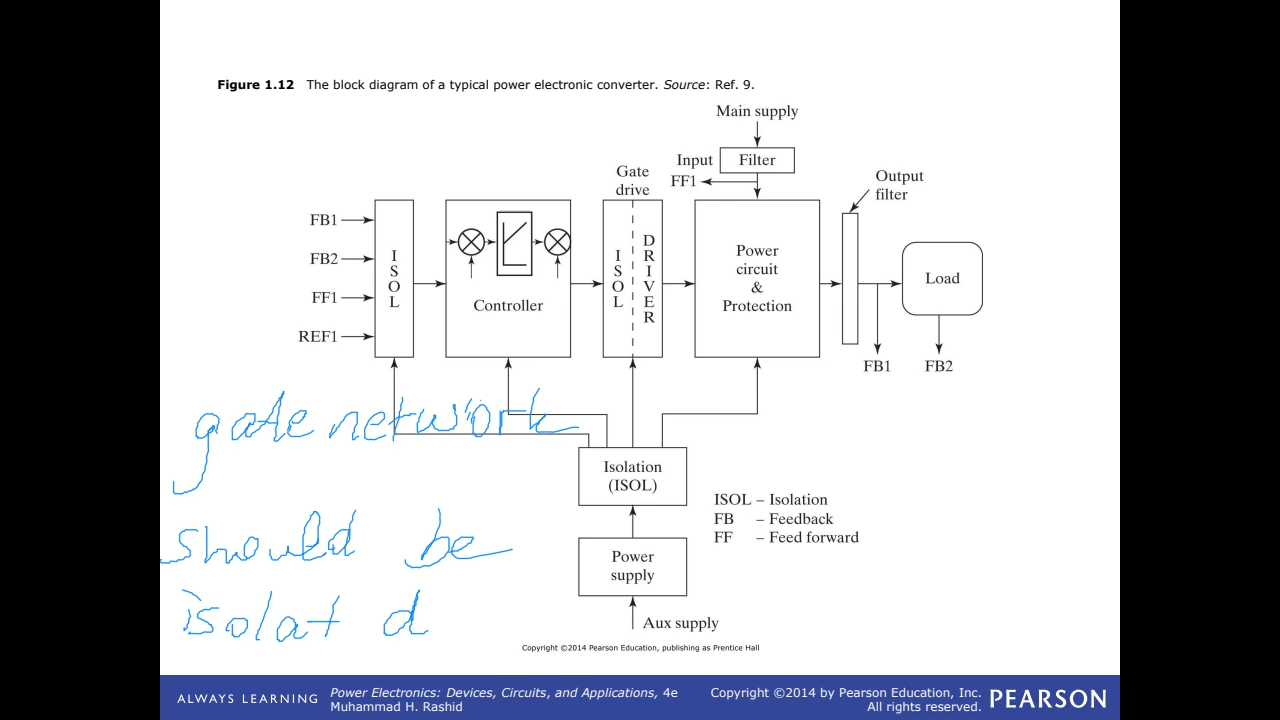 Figure 1.12 The block diagram of a typical power electronic converter. Source: Ref. 9.
Main supply
Input
Filter
FF1
Gate
drive
Output
filter
FB1
FB2
FF1
REF1
ISOL
Controller
ISOL
DRIVER
Power
circuit
&
Protection
Load
FB1
FB2
gate network
should be
isolat d
Isolation
(ISOL)
Power
supply
Aux supply
ISOL – Isolation
FB – Feedback
FF – Feed forward
Copyright ©2014 Pearson Education, publishing as Prentice Hall
ALWAYS LEARNING
Power Electronics: Devices, Circuits, and Applications, 4e
Muhammad H. Rashid
Copyright ©2014 by Pearson Education, Inc.
All rights reserved.
PEARSON